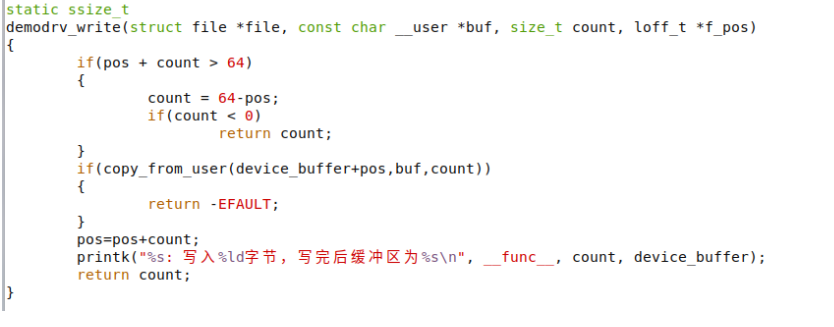 static ssize_t
demodrv_write(struct file *file, const char __user *buf, size_t count, loff_t *f_pos)
{
        if(pos + count > 64)
        {
                count = 64-pos;
                if(count < 0)
                        return count;
        }
        if(copy_from_user(device_buffer+pos,buf,count))
        {
                return -EFAULT;
        }
        pos=pos+count;
        printk("%s: 写入%ld字节，写完后缓冲区为%s\n", __func__, count, device_buffer);
        return count;
}